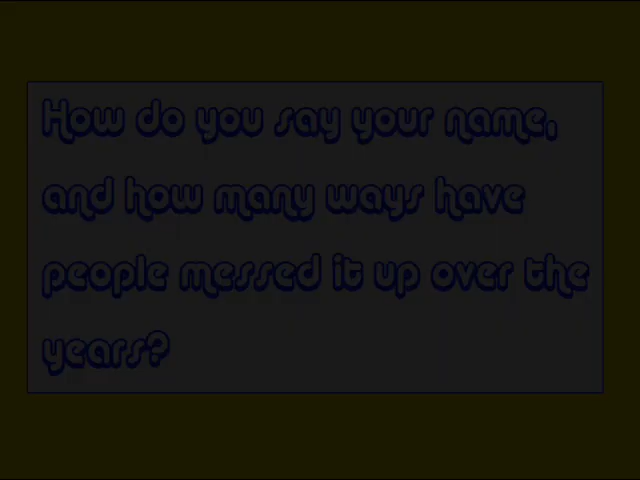 How do you say your name,
and how many ways have
people messed it up over the
years?